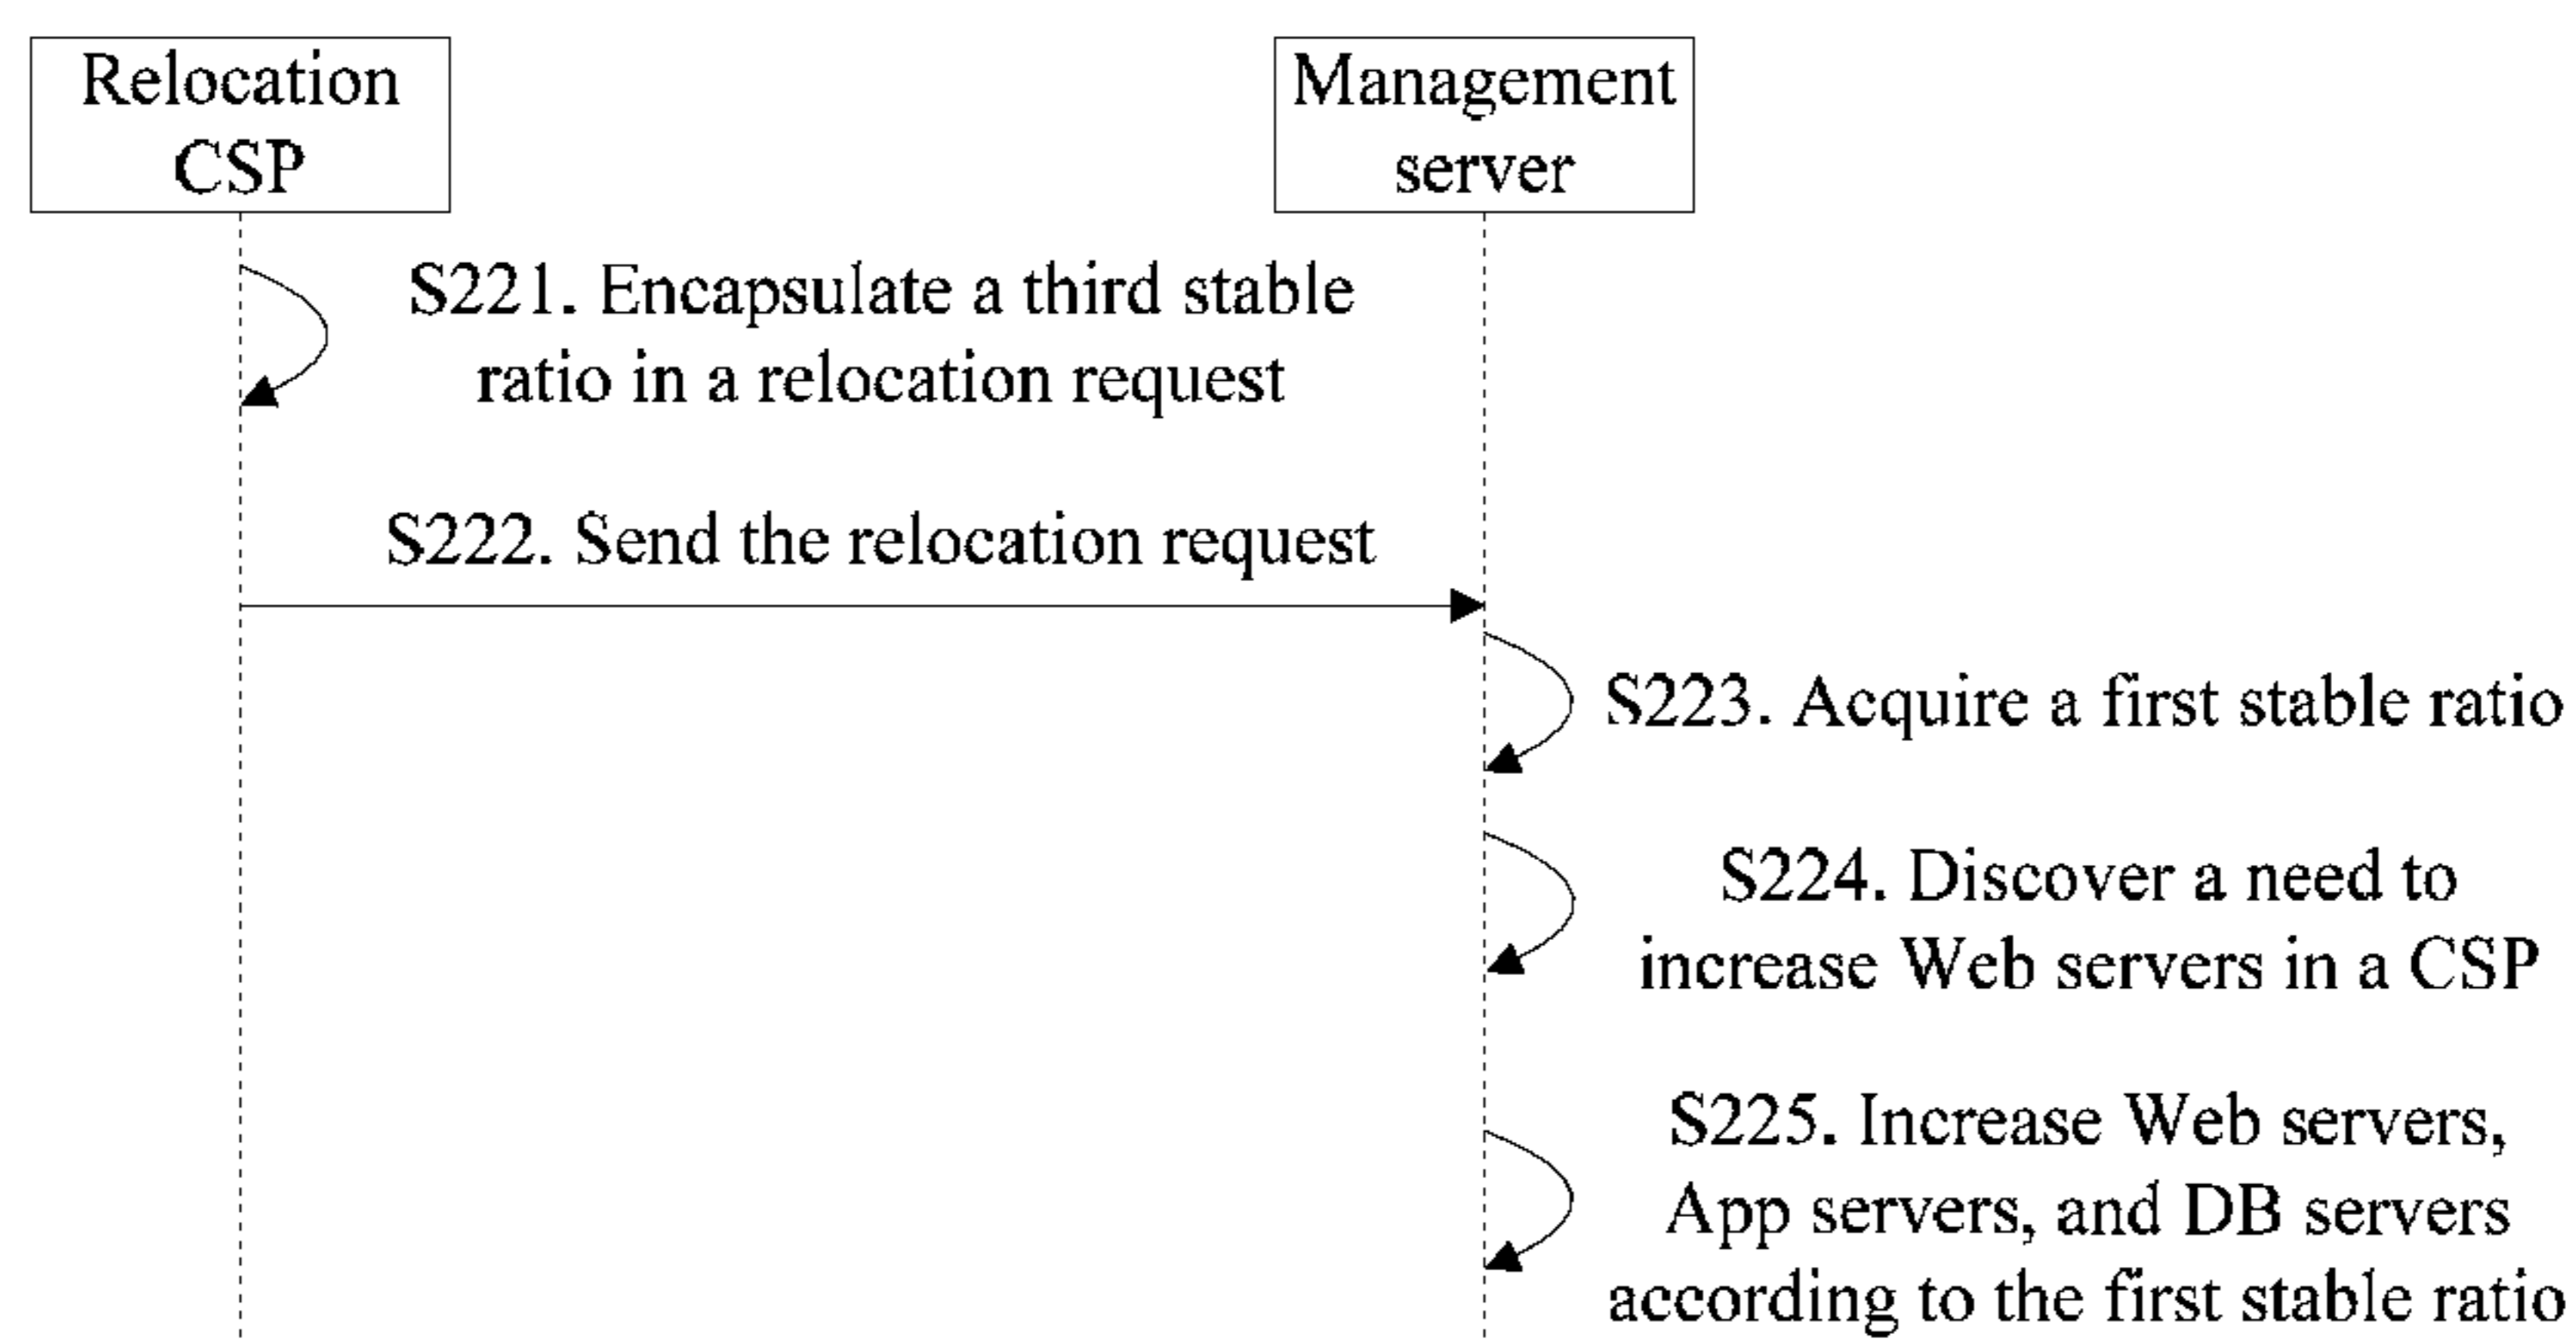 Relocation
CSP
Management
server
S221. Encapsulate a third stable
ratio in a relocation request
S222. Send the relocation request
S223. Acquire a first stable ratio
S224. Discover a need to
increase Web servers in a CSP
S225. Increase Web servers,
App servers, and DB servers
according to the first stable ratio